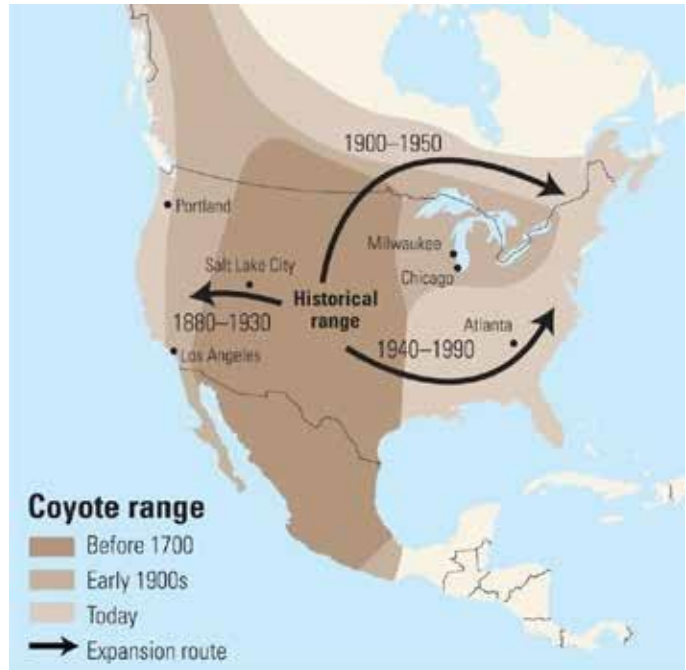 1900–1950
Portland
Milwaukee
Salt Lake City
Chicago
Historical
range
1880–1930
Atlanta
1940–1990
Los Angeles
Coyote range
Before 1700
Early 1900s
Today
Expansion route